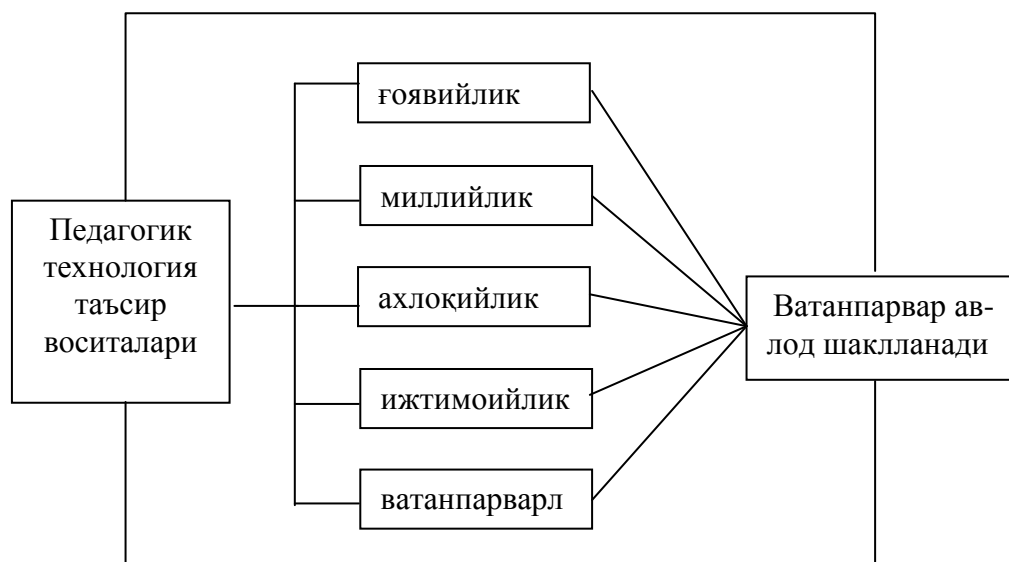 ғоявийлик
миллийлик
Педагогик
технология
таъсир
воситалари
ахлоқийлик
ижтимоийлик
ватанпарварл
Ватанпарвар ав-
лод шаклланади